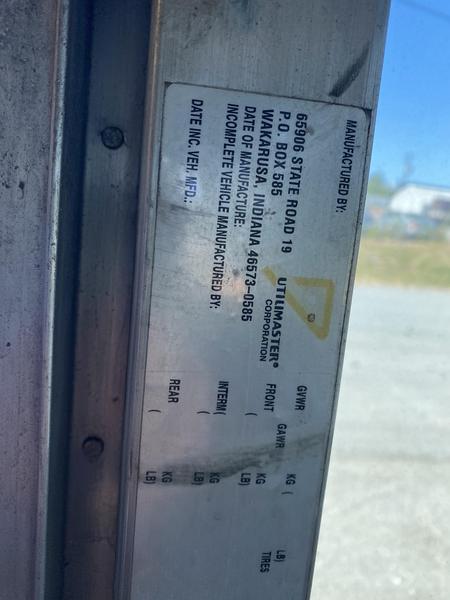 MANUFACTURED BY:
UTILIMASTER®
CORPORATION
65906 STATE ROAD 19
P.O. BOX 585
WAKARUSA, INDIANA 46573-0585
DATE OF MANUFACTURE:
INCOMPLETE VEHICLE MANUFACTURED BY:
DATE INC. VEH. MFD.:
GVWR KG ( LB)
GAWR TIRES
FRONT KG
( LB)
INTERM( KG
( LB)
REAR KG
( LB)